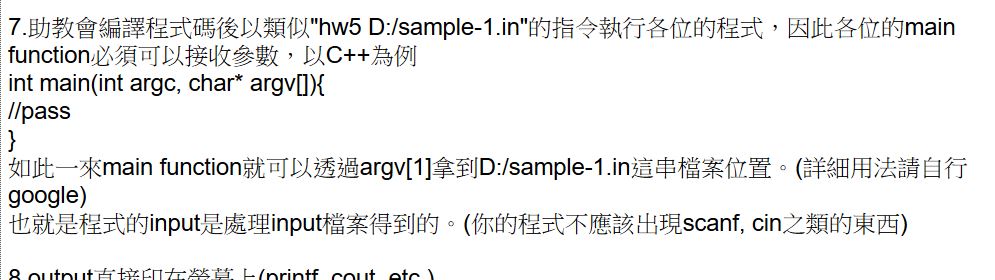 7.助教會編譯程式碼後以類似"hw5 D:/sample-1.in"的指令執行各位的程式，因此各位的main
function必須可以接收參數，以C++為例
int main(int argc, char* argv[]){
//pass
}
如此一來main function就可以透過argv[1]拿到D:/sample-1.in這串檔案位置。(詳細用法請自行
google)
也就是程式的input是處理input檔案得到的。(你的程式不應該出現scanf, cin之類的東西)
8.output直接印在螢幕上(printf, cout, etc.)